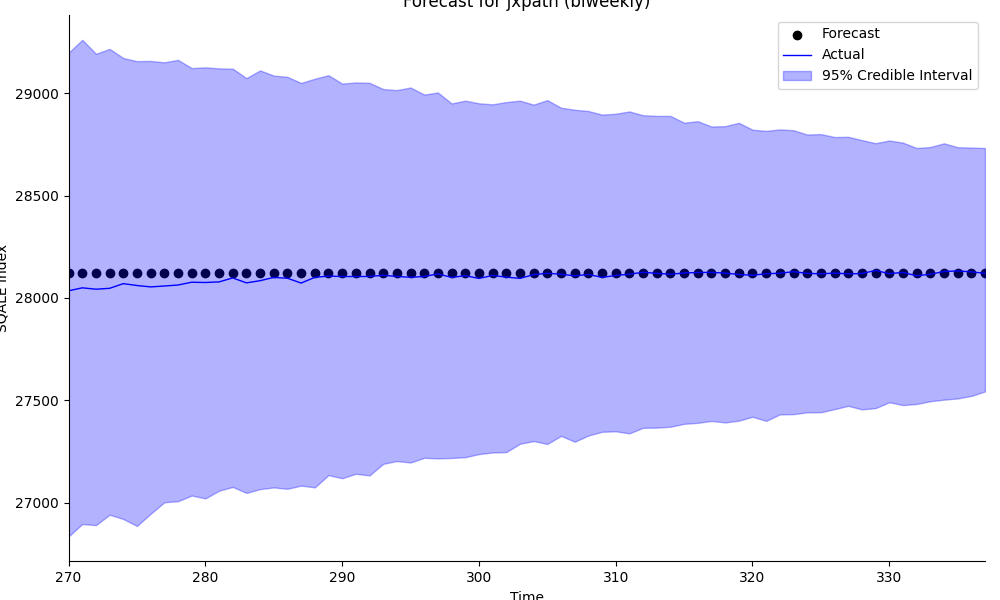 Forecast for jxpath (biweekly)
Forecast
Actual
95% Credible Interval
29000
28500
28000
27500
27000
SQALE Index
270
280
290
300
310
320
330
Time